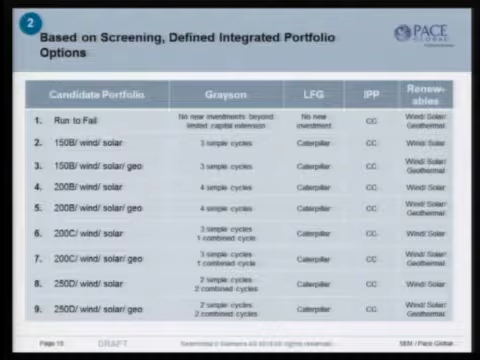 2
Based on Screening, Defined Integrated Portfolio
Options
PACE
GLOBAL
Candidate Portfolio Grayson LFG IPP Renew-
ables
1. Run to Fail No new investments beyond
limited capital extension No new
investment CC Wind/ Solar/
Geothermal
2. 150B/ wind/ solar 3 simple cycles Caterpillar CC Wind/ Solar
3. 150B/ wind/ solar/ geo 3 simple cycles Caterpillar CC Wind/ Solar/
Geothermal
4. 200B/ wind/ solar 4 simple cycles Caterpillar CC Wind/ Solar
5. 200B/ wind/ solar/ geo 4 simple cycles Caterpillar CC Wind/ Solar/
Geothermal
6. 200C/ wind/ solar 3 simple cycles
1 combined cycle Caterpillar CC Wind/ Solar
7. 200C/ wind/ solar/ geo 3 simple cycles
1 combined cycle Caterpillar CC Wind/ Solar/
Geothermal
8. 250D/ wind/ solar 2 simple cycles
2 combined cycles Caterpillar CC Wind/ Solar
9. 250D/ wind/ solar/ geo 2 simple cycles
2 combined cycles Caterpillar CC Wind/ Solar/
Geothermal
Page 15 DRAFT All rights reserved. Pace Global